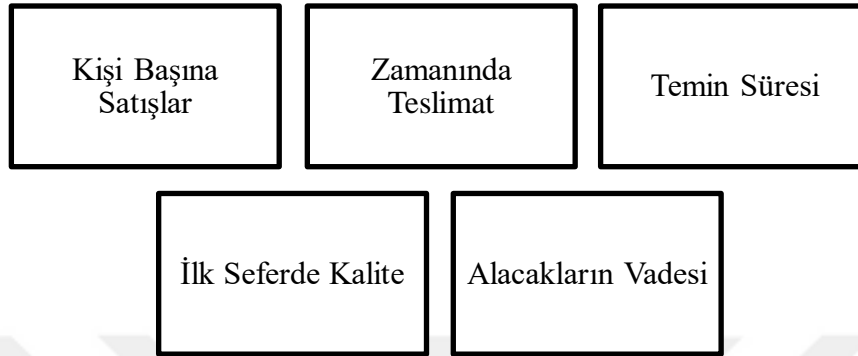 Kişi Başına
Satışlar
Zamanında
Teslimat
Temin Süresi
İlk Seferde Kalite
Alacakların Vadesi